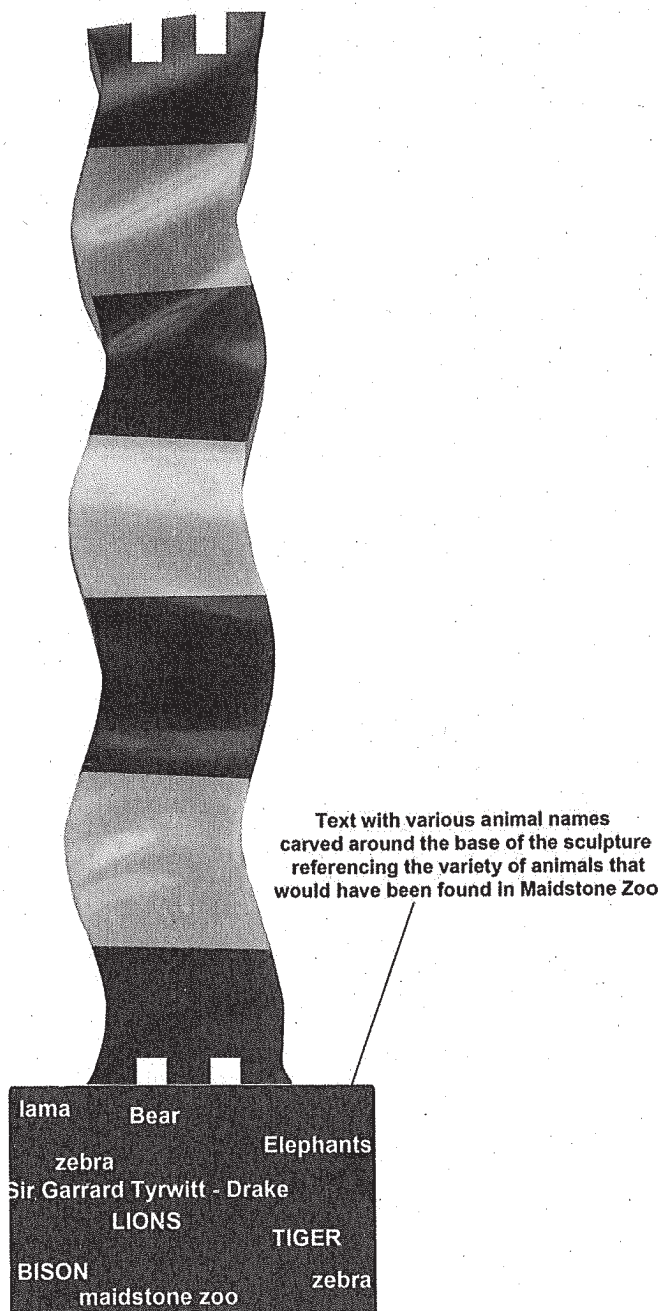 Text with various animal names
carved around the base of the sculpture
referencing the variety of animals that
would have been found in Maidstone Zoo
lama
Bear
Elephants
zebra
Sir Garrard Tyrwitt - Drake
LIONS
TIGER
BISON
zebra
maidstone zoo